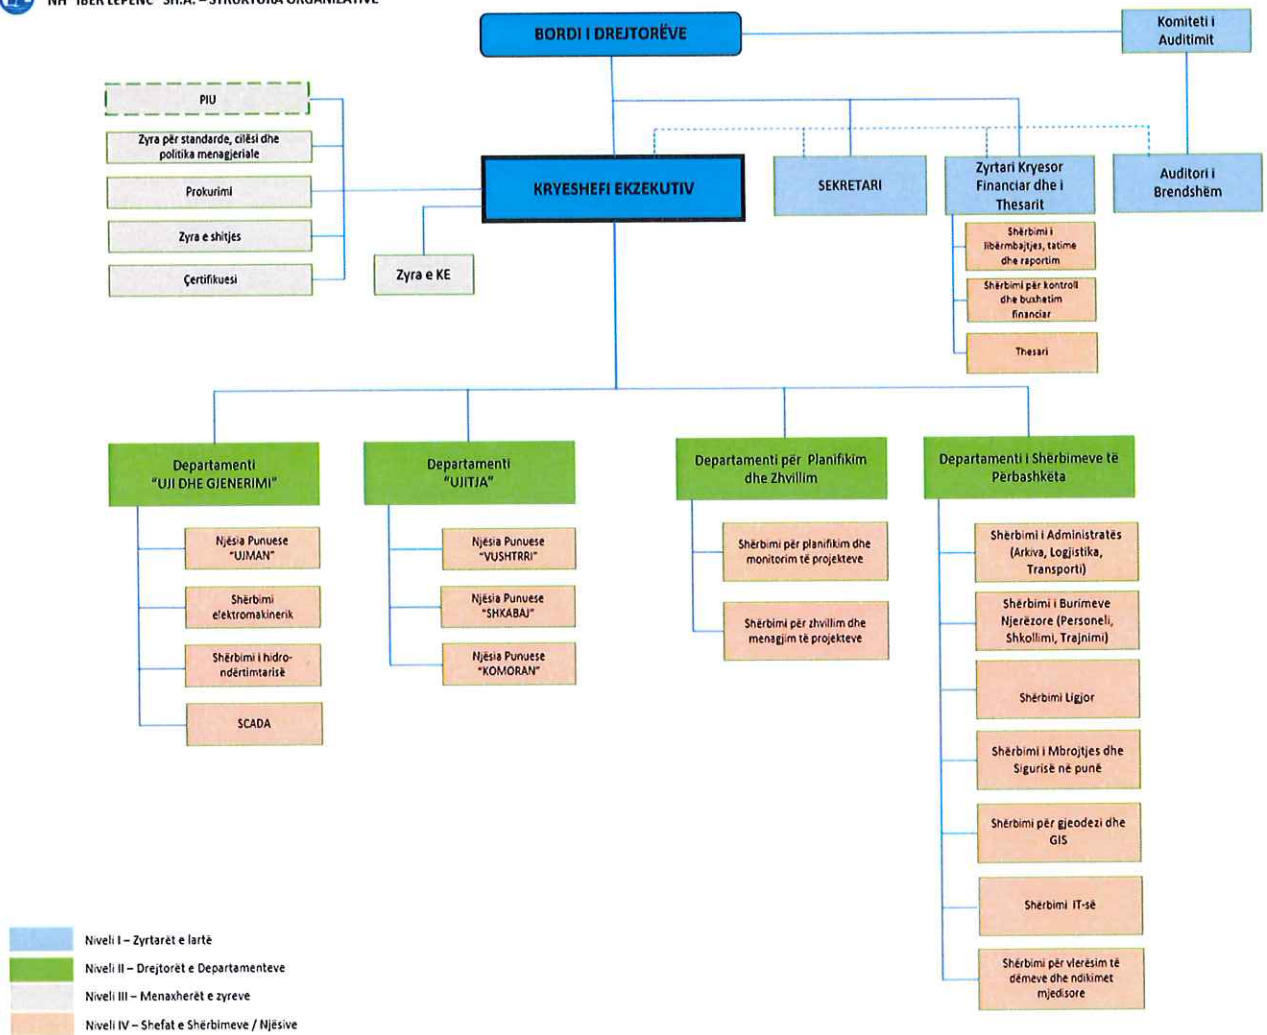 NH "IBËR LEPENC" SH.A. – STRUKTURA ORGANIZATIVE
BORDI I DREJTORËVE
Komiteti i
Auditimit
PIU
Zyra për standarde, cilësi dhe
politika menagjeriale
Prokurimi
Zyra e shitjes
Çertifikuesi
KRYESHEFI EKZEKUTIV
Zyra e KE
SEKRETARI
Zyrtari Kryesor
Financiar dhe i
Thesarit
Auditori i
Brendshëm
Shërbimi i
libërmbajtjes, tatime
dhe raportim
Shërbimi për kontroll
dhe buxhetim
financiar
Thesari
Departamenti
"UJI DHE GJENERIMI"
Njësia Punuese
"UJMAN"
Shërbimi
elektromakinerik
Shërbimi i hidro-
ndërtimtarisë
SCADA
Departamenti
"UJITJA"
Njësia Punuese
"VUSHTRRI"
Njësia Punuese
"SHKABAJ"
Njësia Punuese
"KOMORAN"
Departamenti për Planifikim
dhe Zhvillim
Shërbimi për planifikim dhe
monitorim të projekteve
Shërbimi për zhvillim dhe
menagjim të projekteve
Departamenti i Shërbimeve të
Përbashkëta
Shërbimi i Administratës
(Arkiva, Logjistika,
Transporti)
Shërbimi i Burimeve
Njerëzore (Personeli,
Shkollimi, Trajnimi)
Shërbimi Ligjor
Shërbimi i Mbrojtjes dhe
Sigurisë në punë
Shërbimi për gjeodezi dhe
GIS
Shërbimi IT-së
Shërbimi për vlerësim të
dëmeve dhe ndikimet
mjedisore
Niveli I – Zyrtarët e lartë
Niveli II – Drejtorët e Departamenteve
Niveli III – Menaxherët e zyreve
Niveli IV – Shefat e Shërbimeve / Njësive